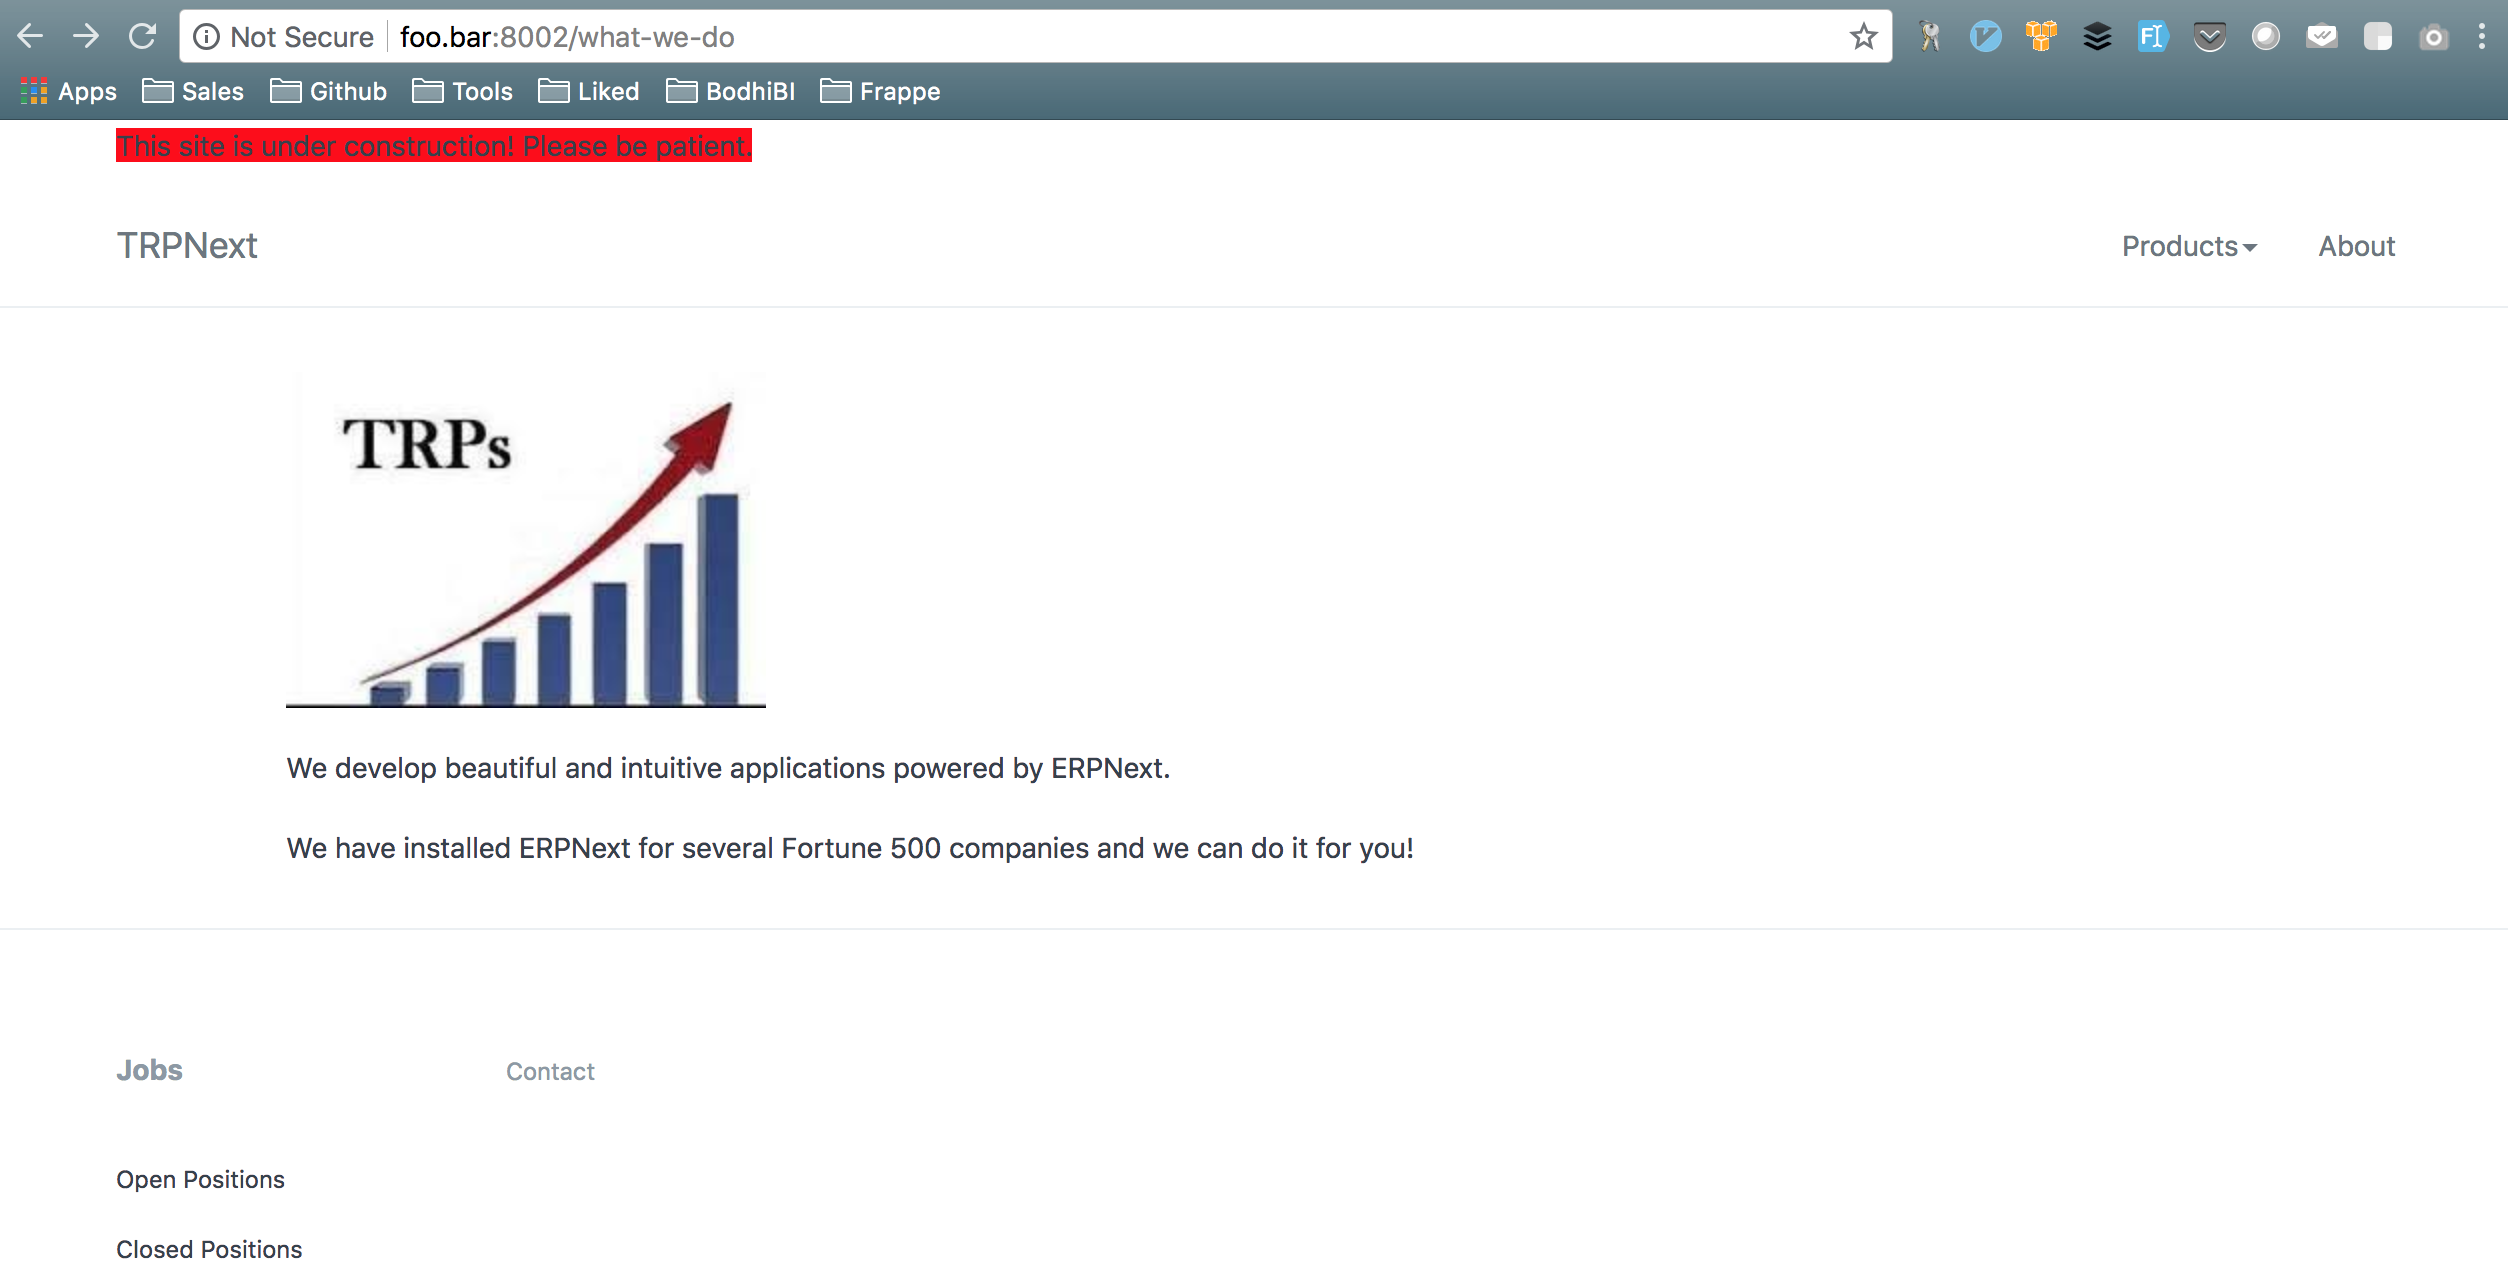 Not Secure foo.bar:8002/what-we-do
Apps Sales Github Tools Liked BodhiBI Frappe
This site is under construction! Please be patient.
TRPNext Products About
TRPs
We develop beautiful and intuitive applications powered by ERPNext.
We have installed ERPNext for several Fortune 500 companies and we can do it for you!
Jobs Contact
Open Positions
Closed Positions